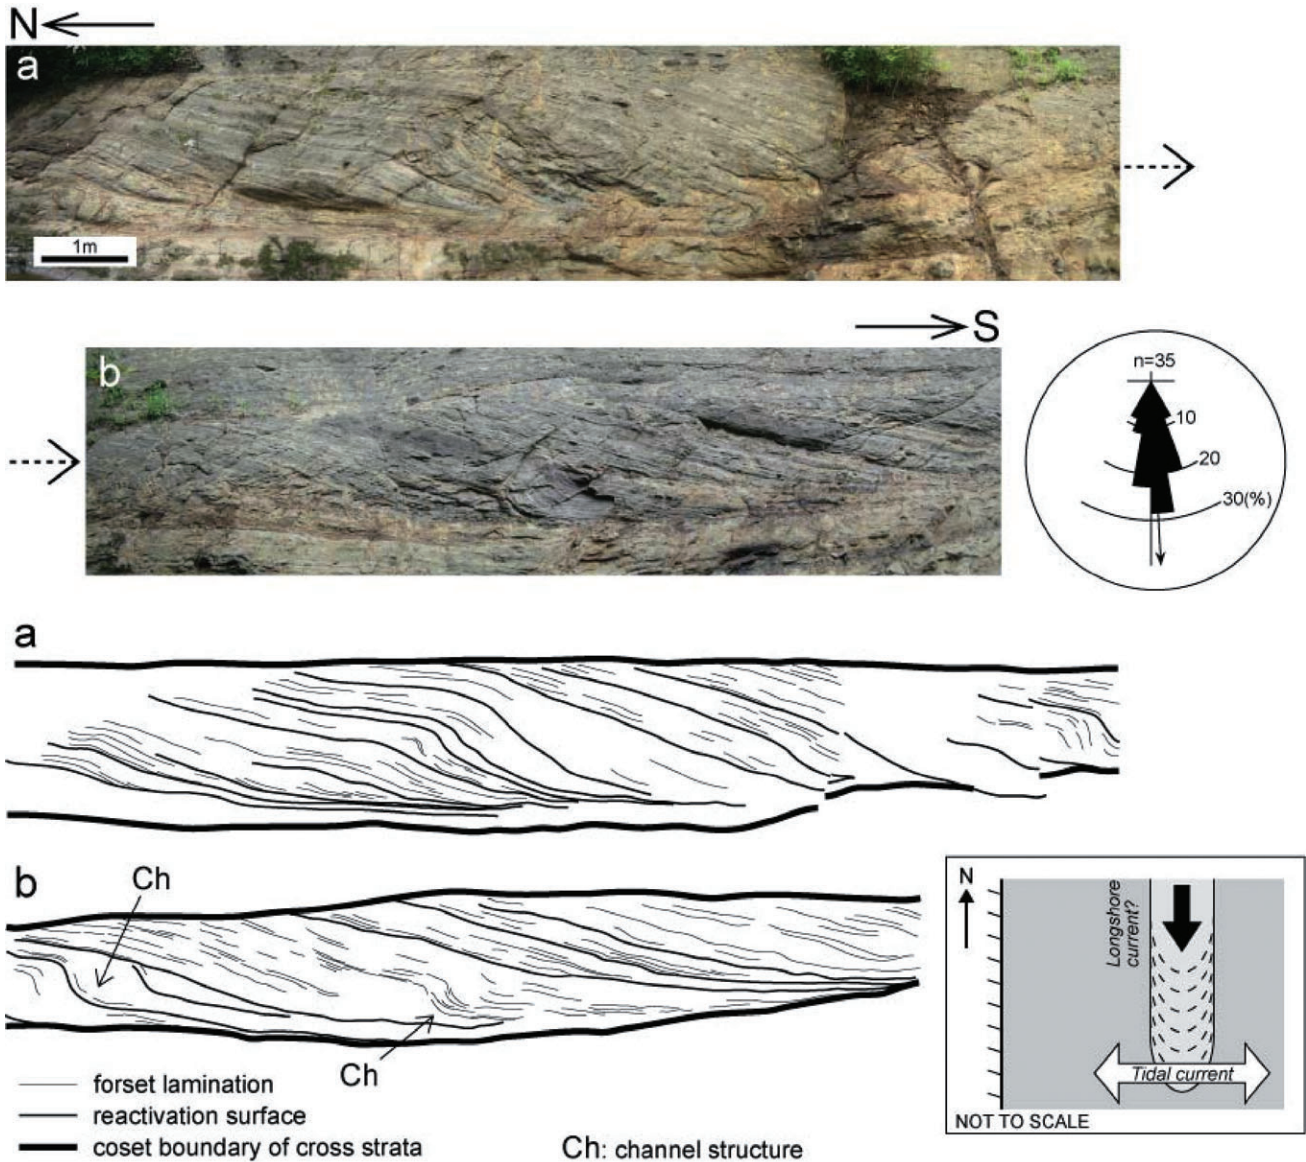 N
a
1m
S
b
n=35
10
20
30(%)
a
b
Ch
Ch
forset lamination
reactivation surface
coset boundary of cross strata
Ch: channel structure
N
Longshore
current?
Tidal current
NOT TO SCALE